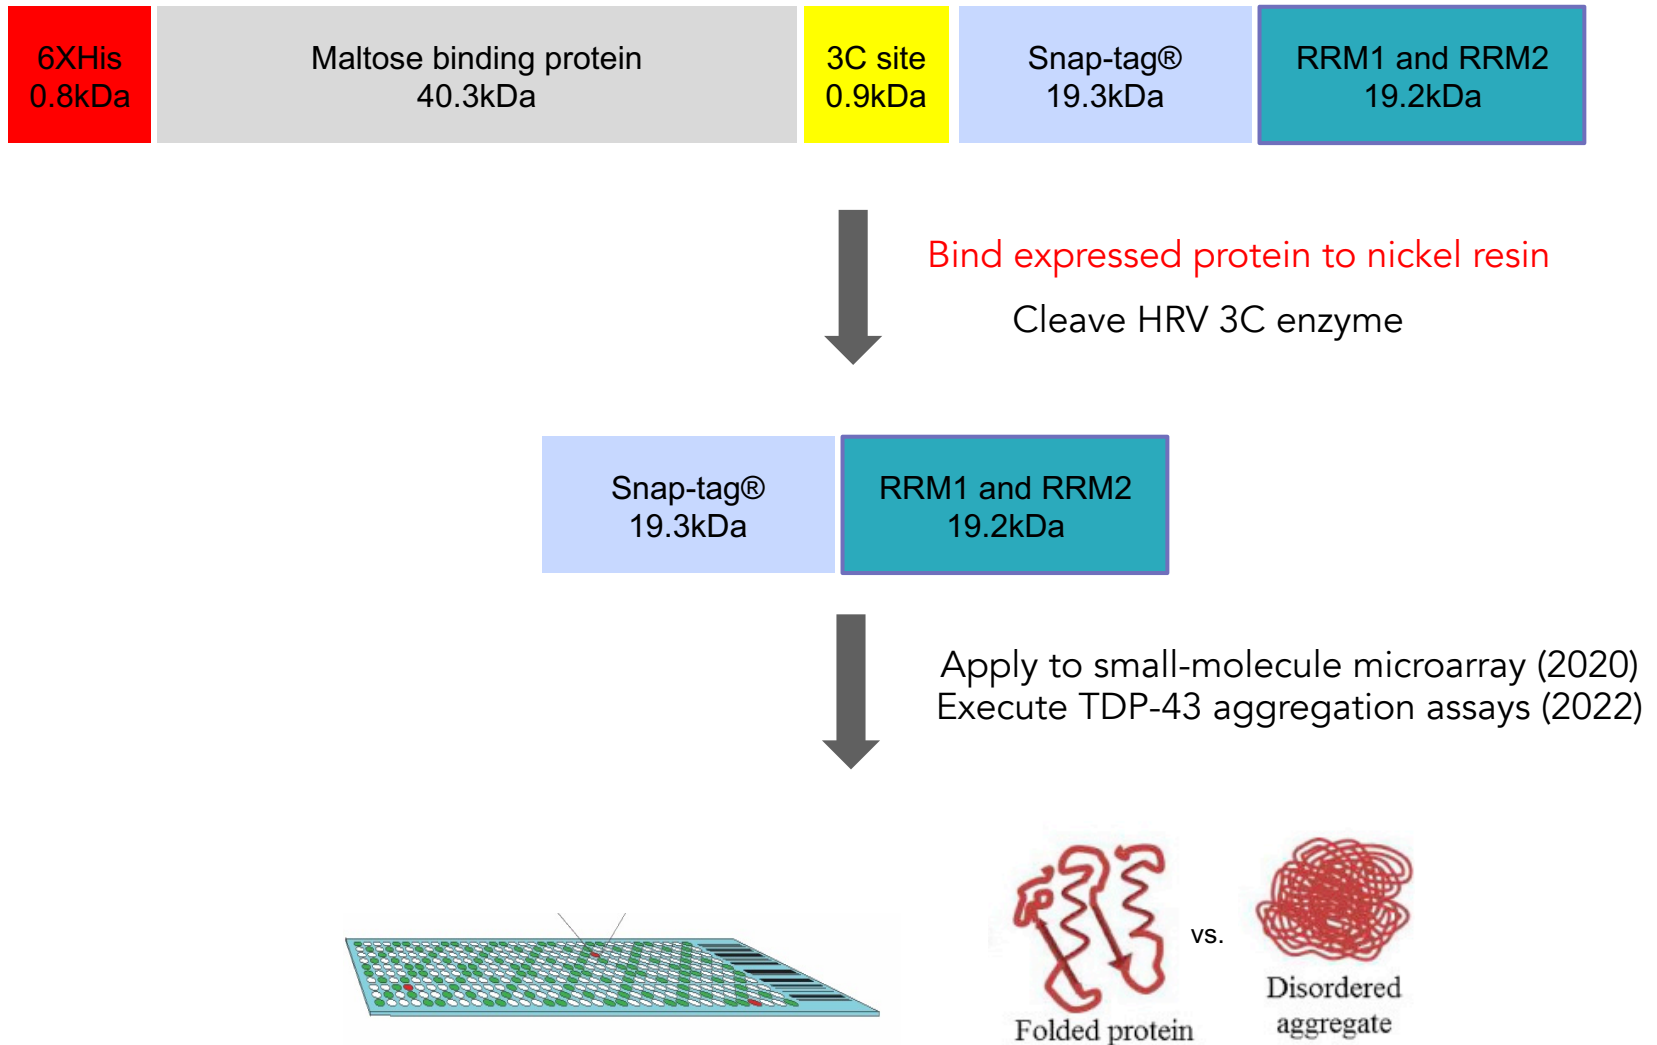 6XHis
0.8kDa
Maltose binding protein
40.3kDa
3C site
0.9kDa
Snap-tag®
19.3kDa
RRM1 and RRM2
19.2kDa
Bind expressed protein to nickel resin
Cleave HRV 3C enzyme
Snap-tag®
19.3kDa
RRM1 and RRM2
19.2kDa
Apply to small-molecule microarray (2020)
Execute TDP-43 aggregation assays (2022)
vs.
Folded protein
Disordered
aggregate